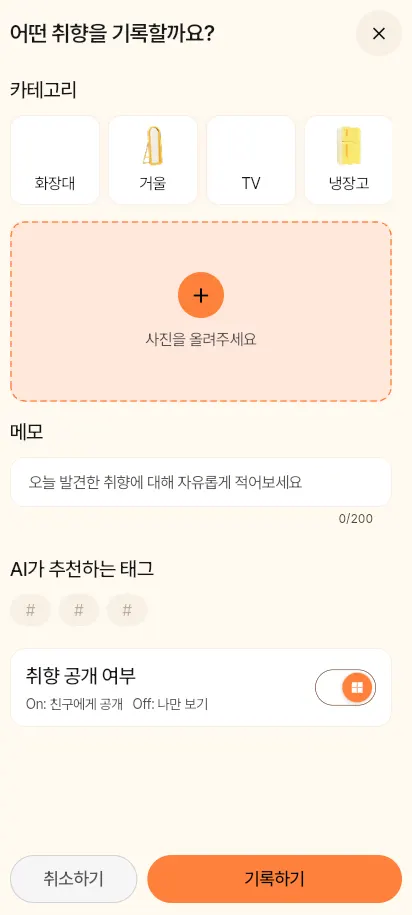 어떤 취향을 기록할까요?
카테고리
화장대 거울 TV 냉장고
사진을 올려주세요
메모
오늘 발견한 취향에 대해 자유롭게 적어보세요
0/200
AI가 추천하는 태그
# # #
취향 공개 여부
On: 친구에게 공개 Off: 나만 보기
취소하기 기록하기